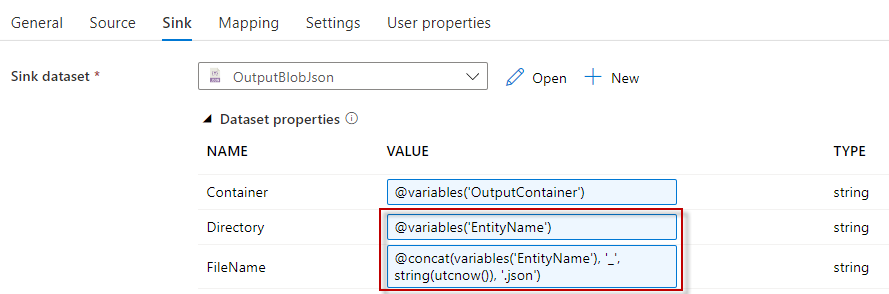 General Source Sink Mapping Settings User properties
Sink dataset * OutputBlobJson Open New
Dataset properties
NAME VALUE TYPE
Container @variables('OutputContainer') string
Directory @variables('EntityName') string
FileName @concat(variables('EntityName'), '_', string
string(utcnow()), '.json')